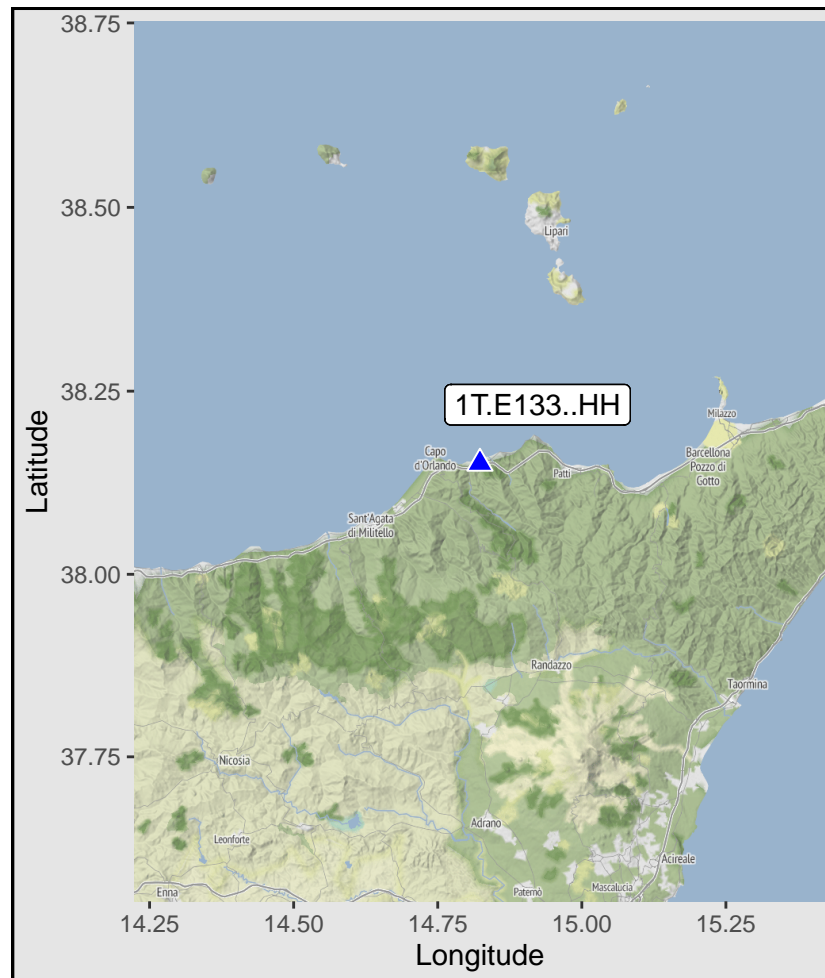 38.75
38.50
38.25
38.00
37.75
Latitude
Lipari
1T.E133..HH
Milazzo
Capo
d'Orlando
Barcellona
Pozzo di
Gotto
Patti
Sant'Agata
di Militello
Randazzo
Taormina
Nicosia
Adrano
Leonforte
Acireale
Enna
Paternò
Mascalucia
14.25
14.50
14.75
15.00
15.25
Longitude